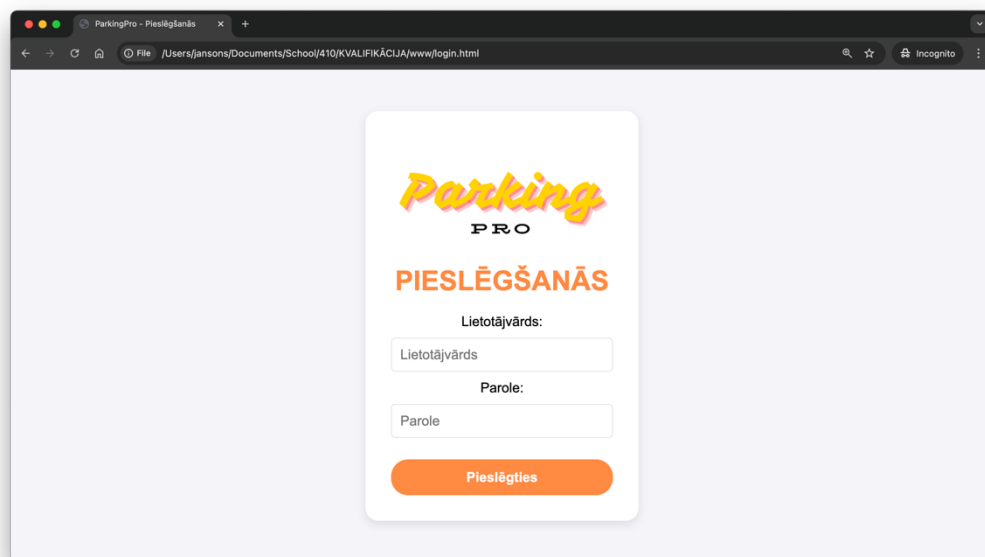 ParkingPro - Pieslēgšanās
File /Users/jansons/Documents/School/410/KVALIFIKĀCIJA/www/login.html
Incognito
Parking
PRO
PIESLĒGŠANĀS
Lietotājvārds:
Lietotājvārds
Parole:
Parole
Pieslēgties